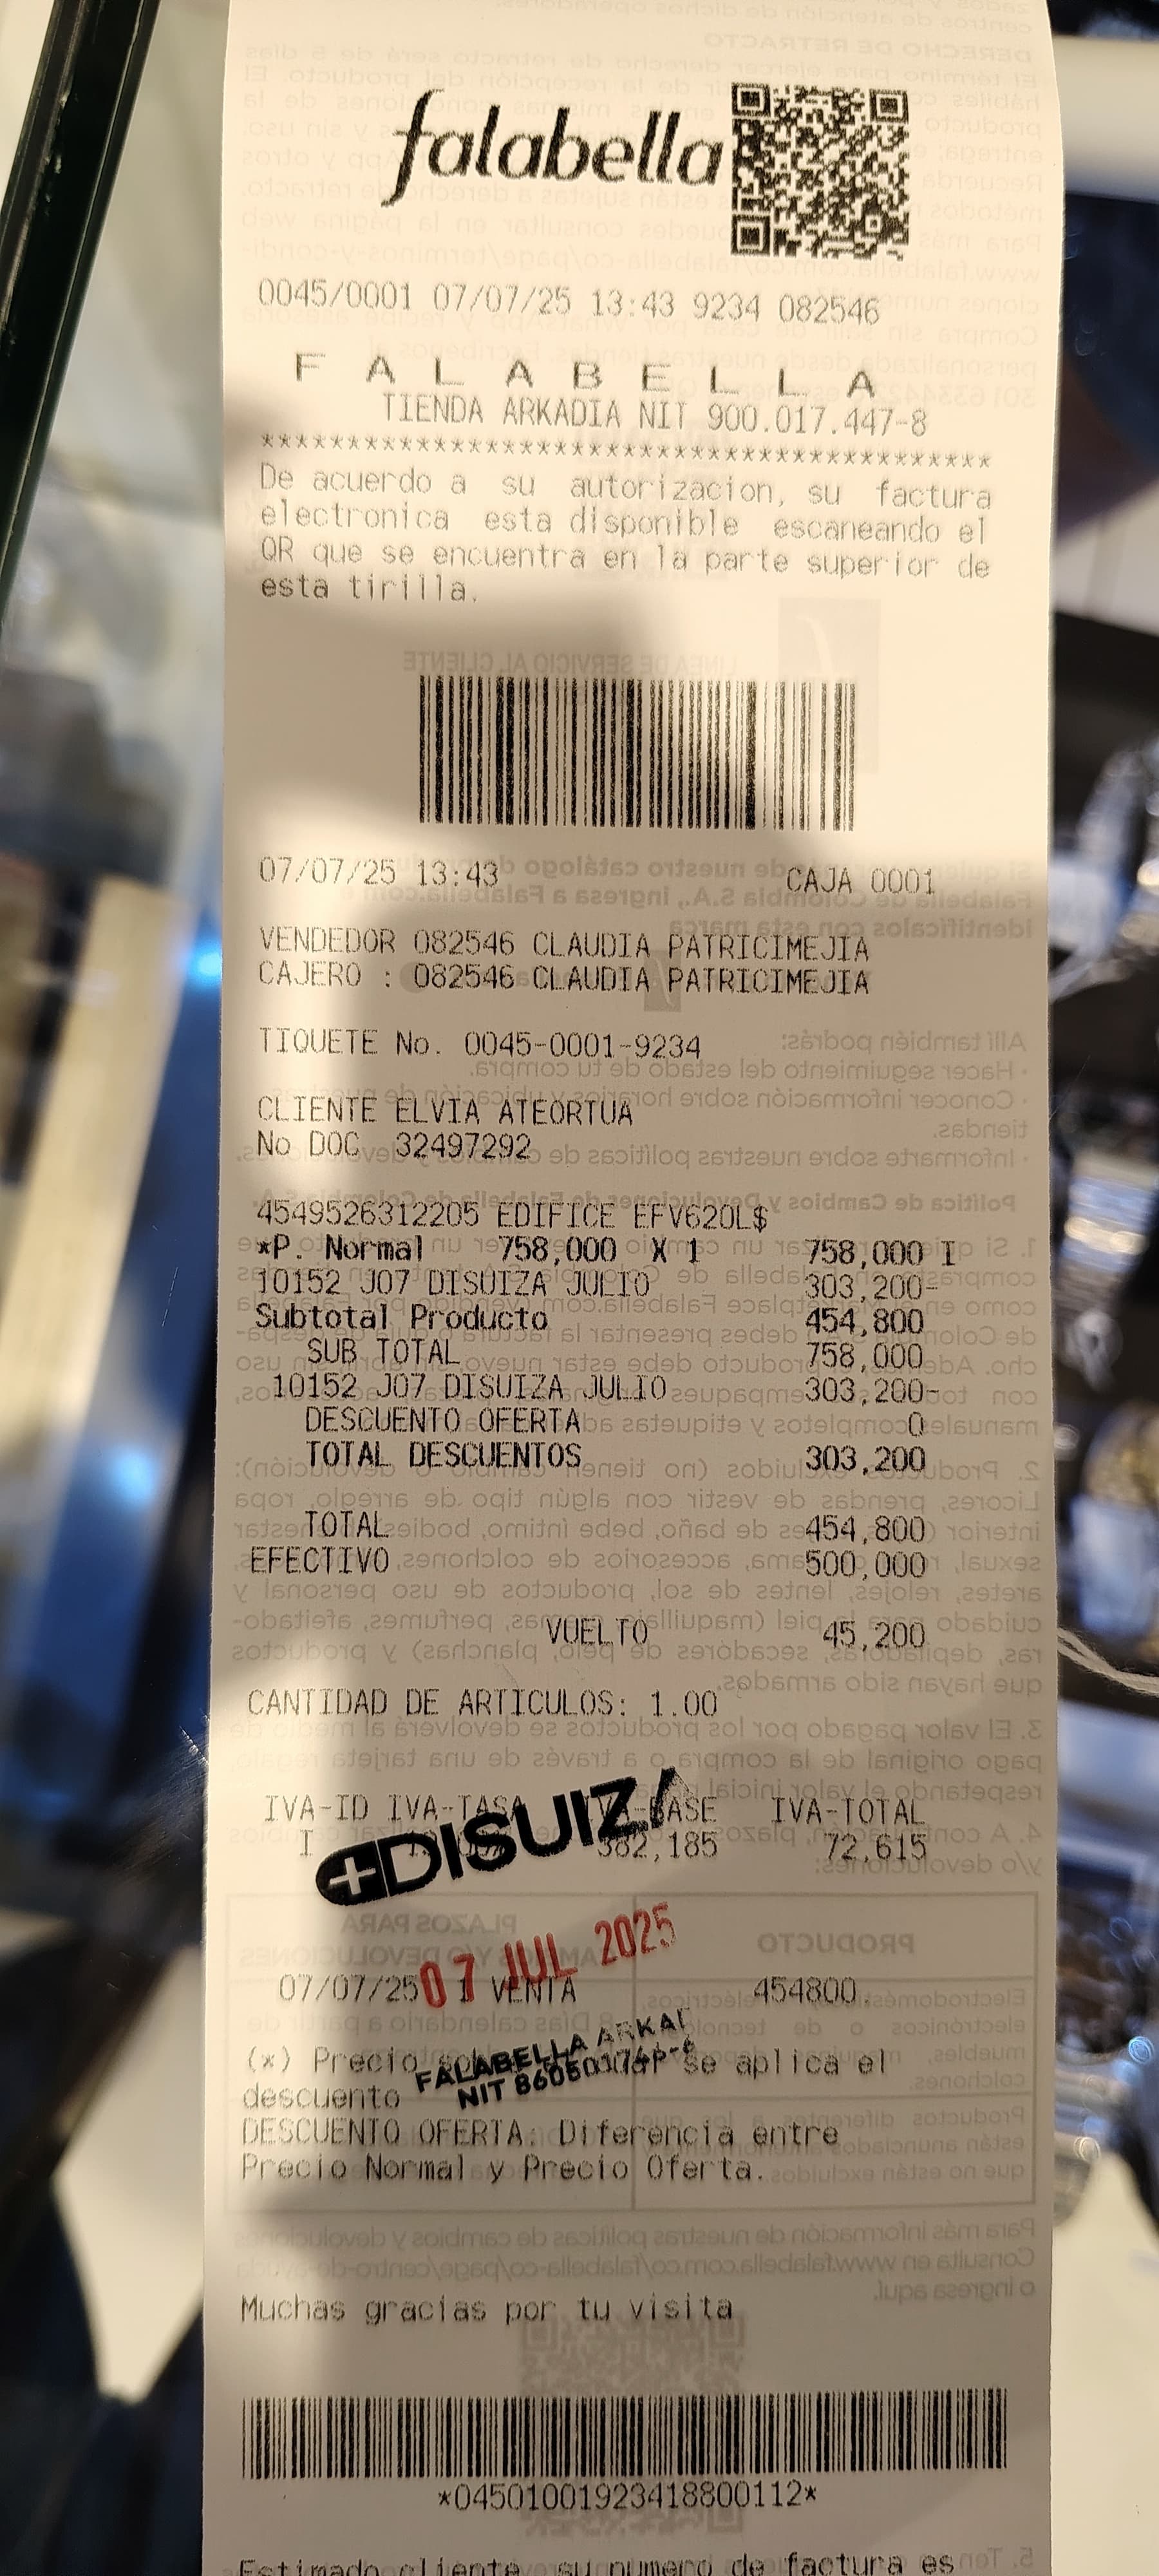 falabella
0045/0001 07/07/25 13:43 9234 082546
FALABELLA
TIENDA ARKADIA NIT 900.017.447-8
*******************************************
De acuerdo a su autorizacion, su factura
electronica esta disponible escaneando el
QR que se encuentra en la parte superior de
esta tirilla.
07/07/25 13:43 CAJA 0001
VENDEDOR 082546 CLAUDIA PATRICIMEJIA
CAJERO : 082546 CLAUDIA PATRICIMEJIA
TIQUETE No. 0045-0001-9234
CLIENTE ELVIA ATEORTUA
No DOC 32497292
4549526312205 EDIFICE EFV620L$
*P. Normal 758,000 X 1 758,000 I
10152 J07 DISUIZA JULIO 303,200-
Subtotal Producto 454,800
SUB TOTAL 758,000
10152 J07 DISUIZA JULIO 303,200-
DESCUENTO OFERTA 0
TOTAL DESCUENTOS 303,200
TOTAL 454,800
EFECTIVO 500,000
VUELTO 45,200
CANTIDAD DE ARTICULOS: 1.00
IVA-ID IVA-TASA IVA-BASE IVA-TOTAL
I 382,185 72,615
DISUIZA
07 JUL 2025
07/07/25 1 VENTA 454800.
(*) Precio se aplica el
descuento
FALABELLA
NIT
DESCUENTO OFERTA: Diferencia entre
Precio Normal y Precio Oferta.
Muchas gracias por tu visita
*04501001923418800112*
Estimado cliente su numero de factura es